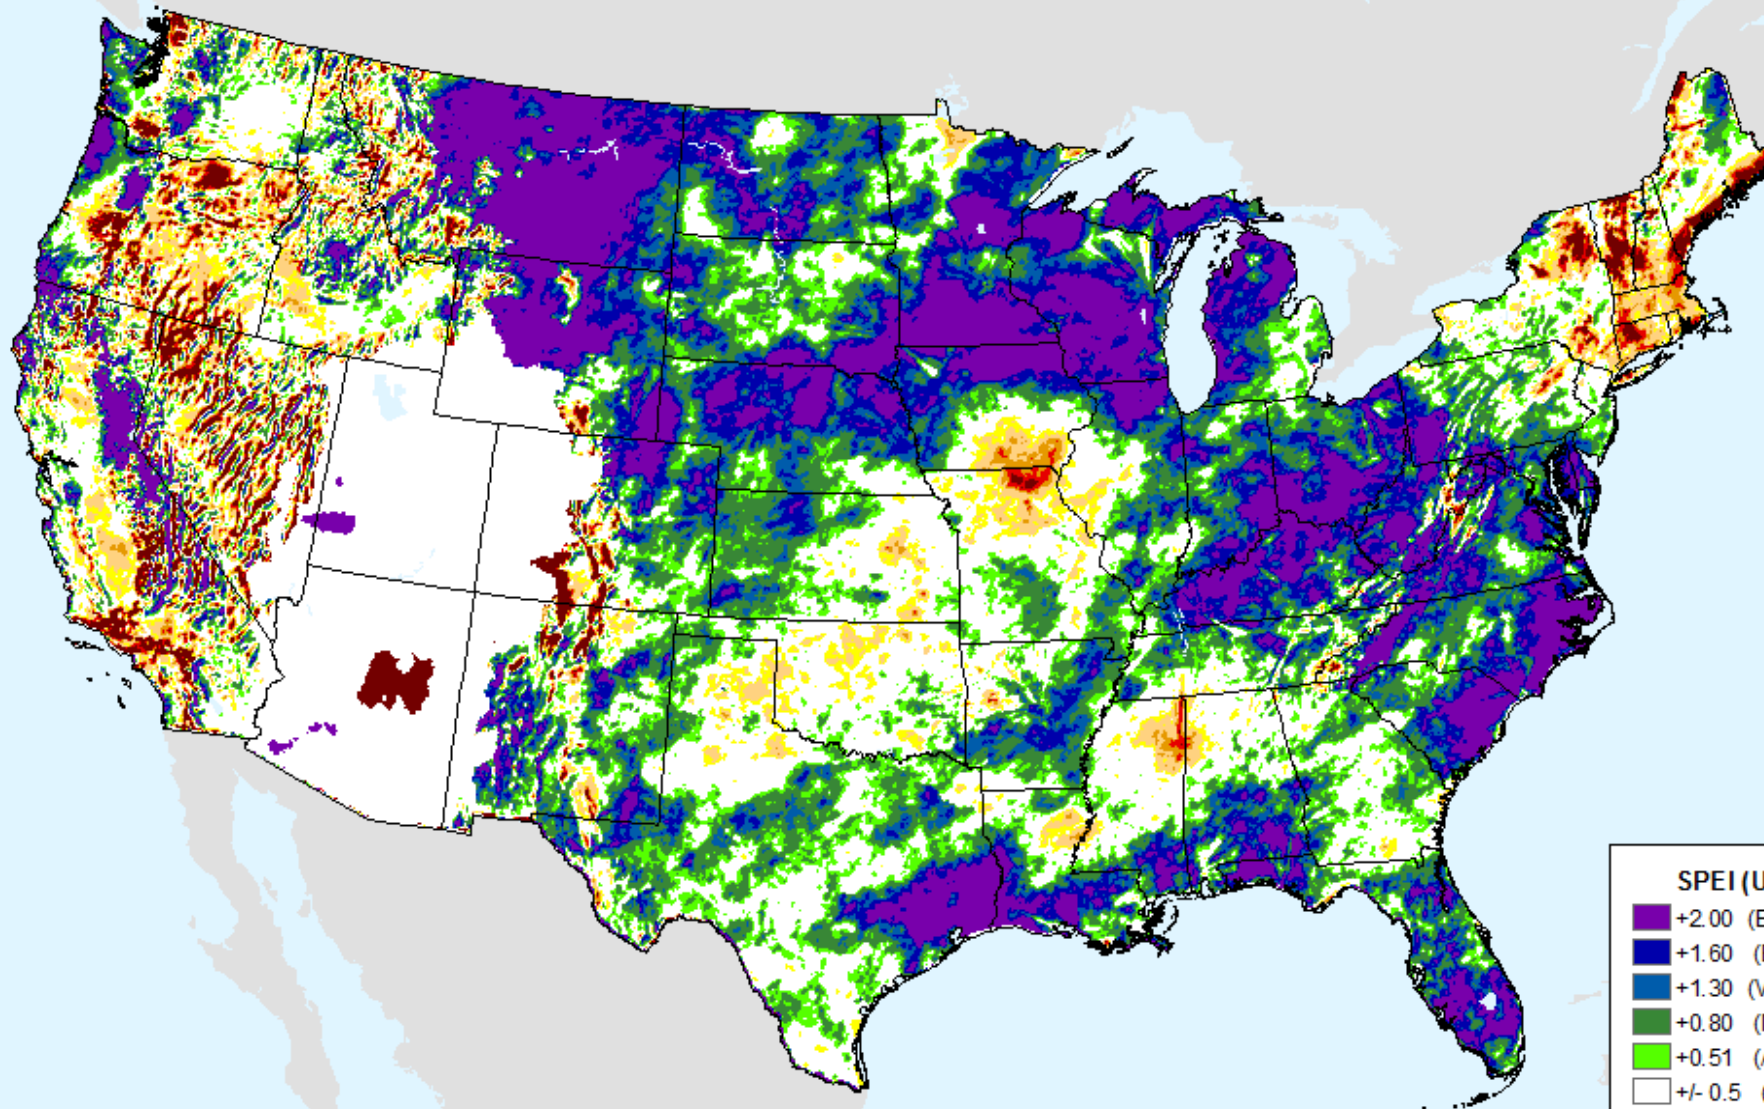 SPEI (U
+2.00 (E
+1.60 (
+1.30 (V
+0.80 (
+0.51 (
+/- 0.5 (